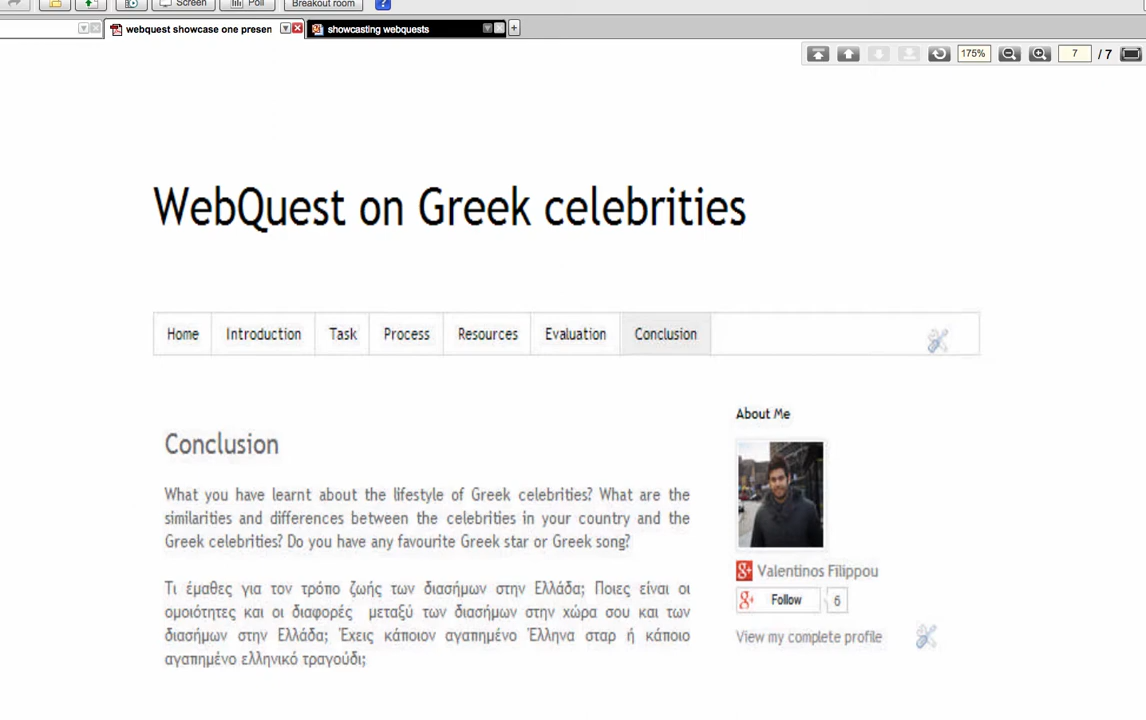 Screen Poll Breakout room ?
webquest showcase one presen showcasting webquests +
175% 7 / 7
WebQuest on Greek celebrities
Home Introduction Task Process Resources Evaluation Conclusion
About Me
Conclusion
What you have learnt about the lifestyle of Greek celebrities? What are the
similarities and differences between the celebrities in your country and the
Greek celebrities? Do you have any favourite Greek star or Greek song?
Valentinos Filippou
Follow 6
View my complete profile
Τι έμαθες για τον τρόπο ζωής των διασήμων στην Ελλάδα; Ποιες είναι οι
ομοιότητες και οι διαφορές μεταξύ των διασήμων στην χώρα σου και των
διασήμων στην Ελλάδα; Έχεις κάποιον αγαπημένο Έλληνα σταρ ή κάποιο
αγαπημένο ελληνικό τραγούδι;